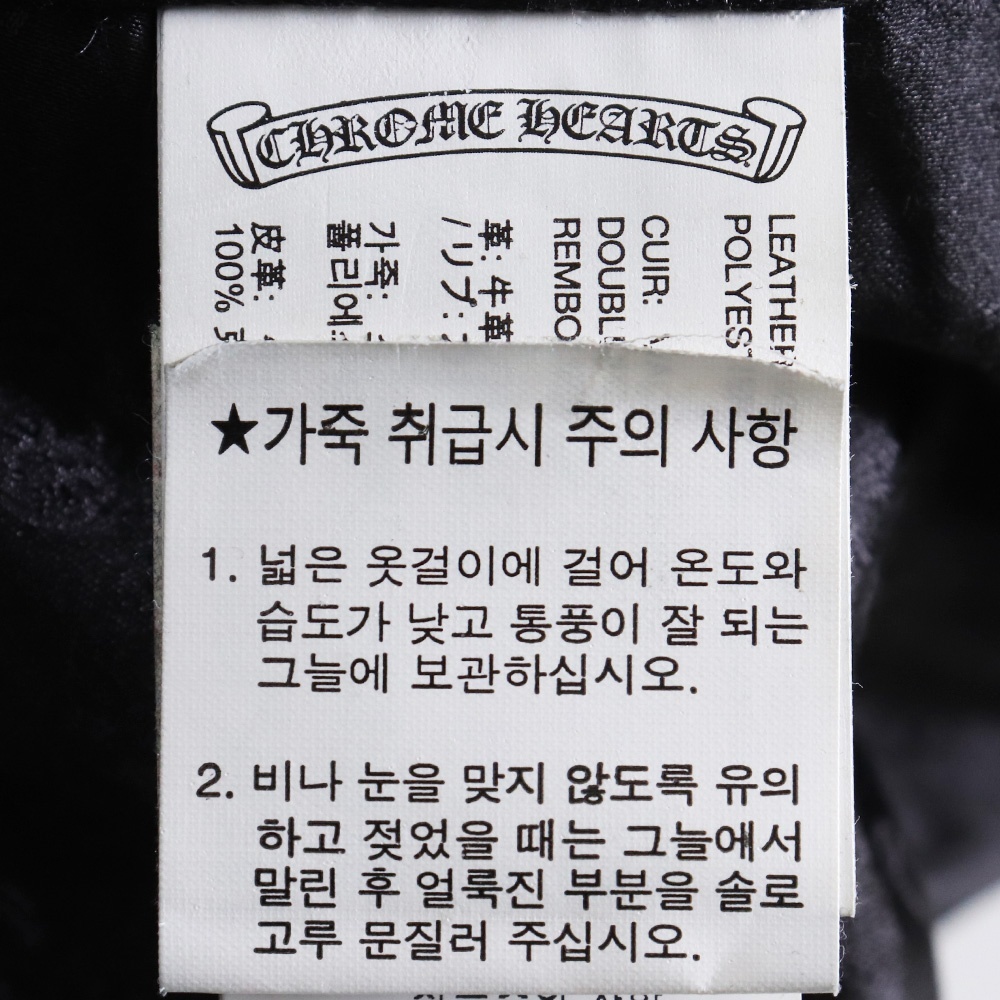 CHROME HEARTS
LEATHER
POLYES
CUIR:
DOUBL
REMBO
革: 牛革
/リブ:
가죽:
폴리에
皮革:
100%
★가죽 취급시 주의 사항
1. 넓은 옷걸이에 걸어 온도와
습도가 낮고 통풍이 잘 되는
그늘에 보관하십시오.
2. 비나 눈을 맞지 않도록 유의
하고 젖었을 때는 그늘에서
말린 후 얼룩진 부분을 솔로
고루 문질러 주십시오.